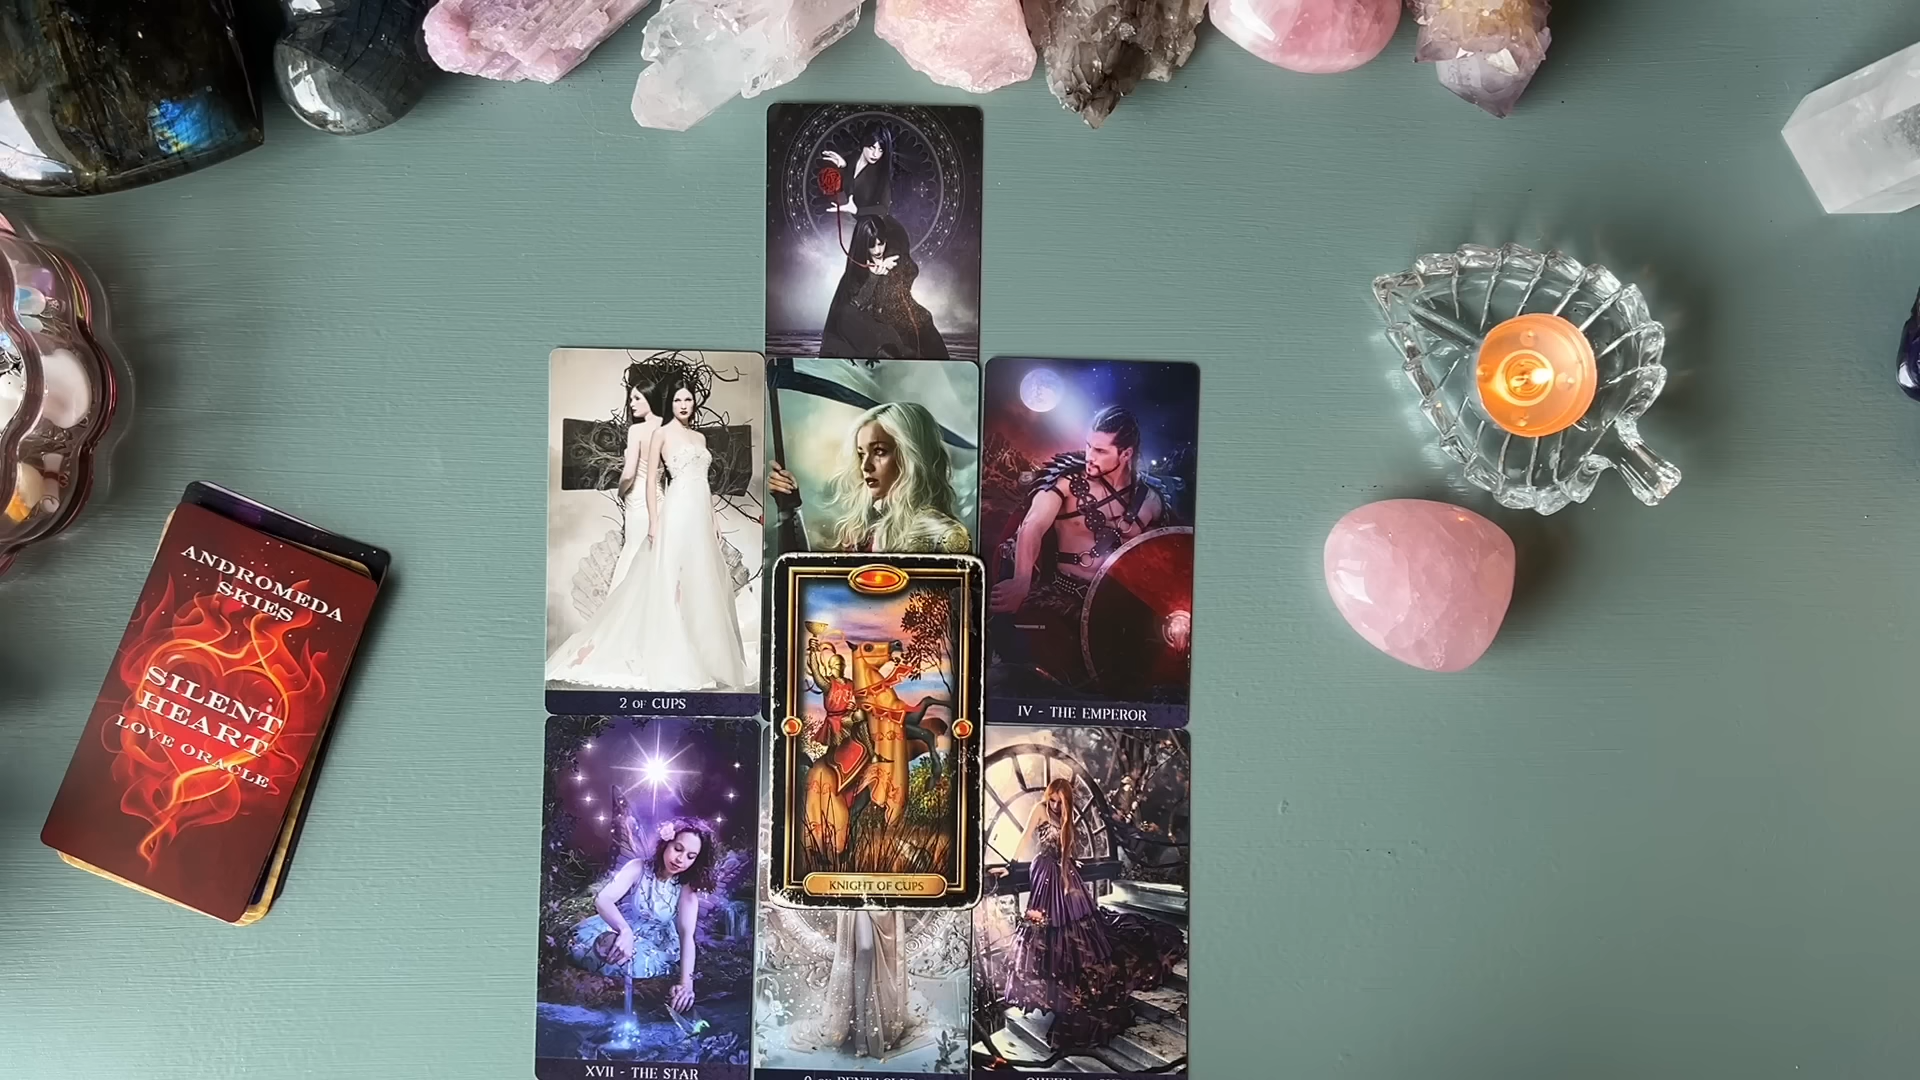 2 OF CUPS
IV - THE EMPEROR
ANDROMEDA
SKIES
SILENT
HEART
LOVE ORACLE
KNIGHT OF CUPS
XVII - THE STAR